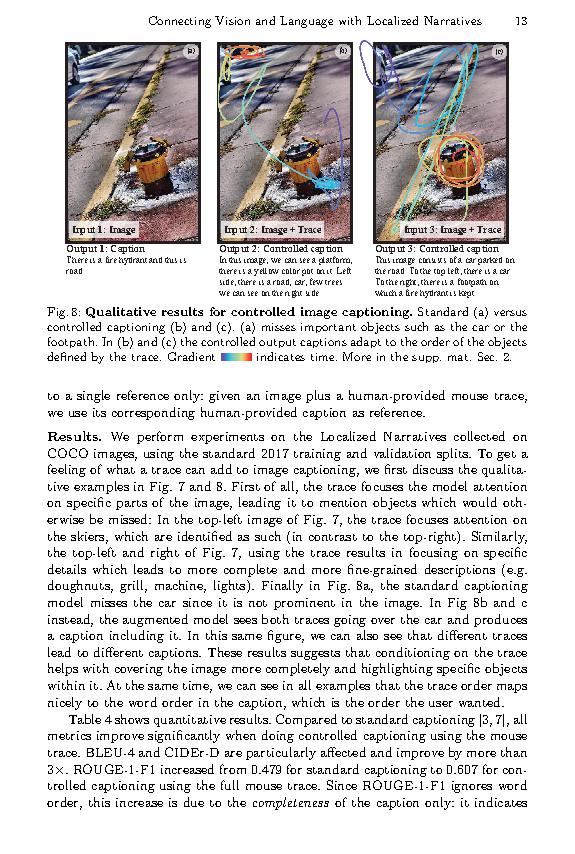 Connecting Vision and Language with Localized Narratives 13
(a) (b) (c)
Input 1: Image Input 2: Image + Trace Input 3: Image + Trace
Output 1: Caption
There is a fire hydrant and this is
road
Output 2: Controlled caption
In this image, we can see a platform,
there is a yellow color pot on it. Left
side, there is a road, car, few trees
we can see on the right side
Output 3: Controlled caption
This image consists of a car parked on
the road. To the top left, there is a car
To the right, there is a footpath on
which a fire hydrant is kept
Fig. 8: Qualitative results for controlled image captioning. Standard (a) versus
controlled captioning (b) and (c). (a) misses important objects such as the car or the
footpath. In (b) and (c) the controlled output captions adapt to the order of the objects
defined by the trace. Gradient indicates time. More in the supp. mat. Sec. 2.
to a single reference only: given an image plus a human-provided mouse trace,
we use its corresponding human-provided caption as reference.
Results. We perform experiments on the Localized Narratives collected on
COCO images, using the standard 2017 training and validation splits. To get a
feeling of what a trace can add to image captioning, we first discuss the qualita-
tive examples in Fig. 7 and 8. First of all, the trace focuses the model attention
on specific parts of the image, leading it to mention objects which would oth-
erwise be missed: In the top-left image of Fig. 7, the trace focuses attention on
the skiers, which are identified as such (in contrast to the top-right). Similarly,
the top-left and right of Fig. 7, using the trace results in focusing on specific
details which leads to more complete and more fine-grained descriptions (e.g.
doughnuts, grill, machine, lights). Finally in Fig. 8a, the standard captioning
model misses the car since it is not prominent in the image. In Fig 8b and c
instead, the augmented model sees both traces going over the car and produces
a caption including it. In this same figure, we can also see that different traces
lead to different captions. These results suggests that conditioning on the trace
helps with covering the image more completely and highlighting specific objects
within it. At the same time, we can see in all examples that the trace order maps
nicely to the word order in the caption, which is the order the user wanted.
Table 4 shows quantitative results. Compared to standard captioning [3,7], all
metrics improve significantly when doing controlled captioning using the mouse
trace. BLEU-4 and CIDEr-D are particularly affected and improve by more than
3×. ROUGE-1-F1 increased from 0.479 for standard captioning to 0.607 for con-
trolled captioning using the full mouse trace. Since ROUGE-1-F1 ignores word
order, this increase is due to the completeness of the caption only: it indicates